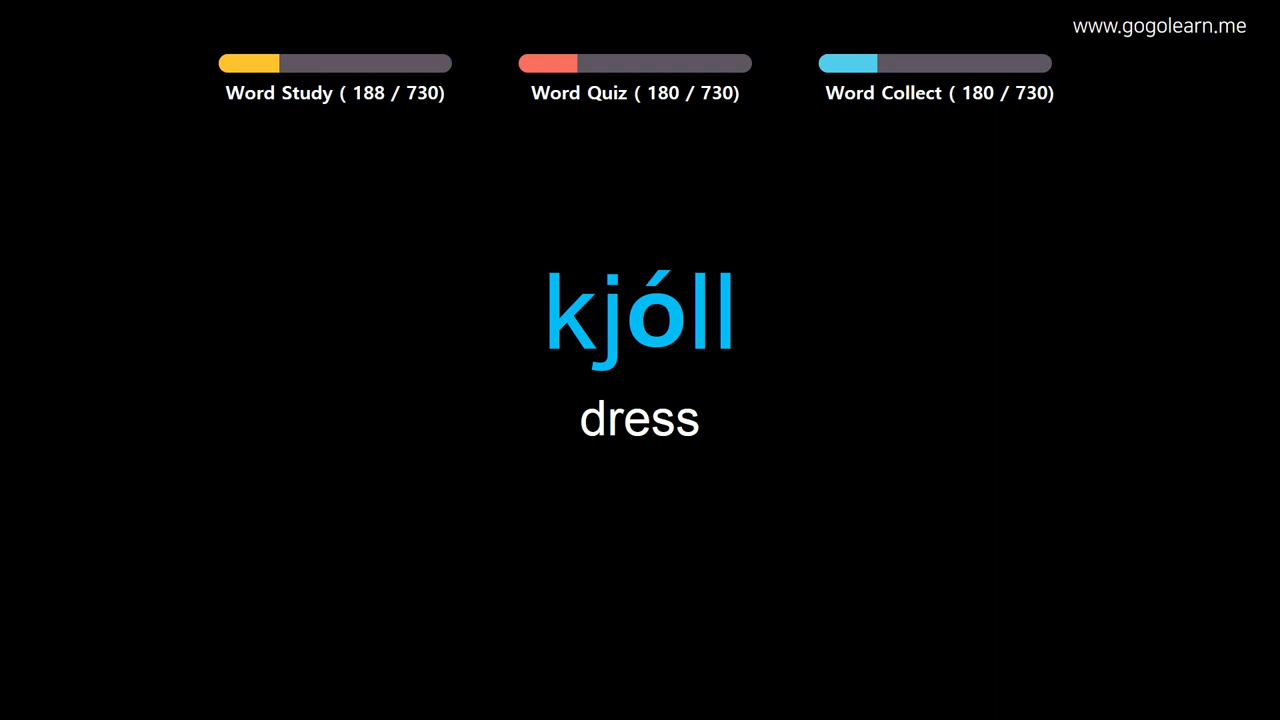 www.gogolearn.me
Word Study ( 188 / 730)
Word Quiz ( 180 / 730)
Word Collect ( 180 / 730)
kjóll
dress